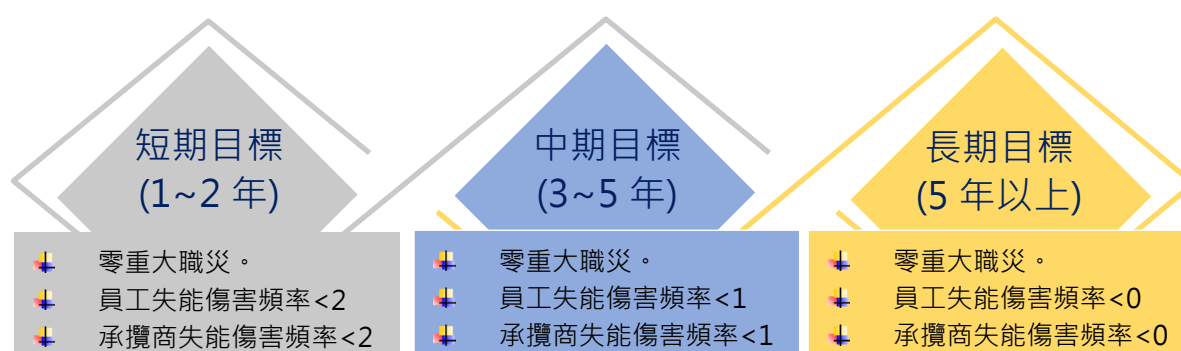 短期目標
(1~2 年)
零重大職災。
員工失能傷害頻率<2
承攬商失能傷害頻率<2
中期目標
(3~5 年)
零重大職災。
員工失能傷害頻率<1
承攬商失能傷害頻率<1
長期目標
(5 年以上)
零重大職災。
員工失能傷害頻率<0
承攬商失能傷害頻率<0